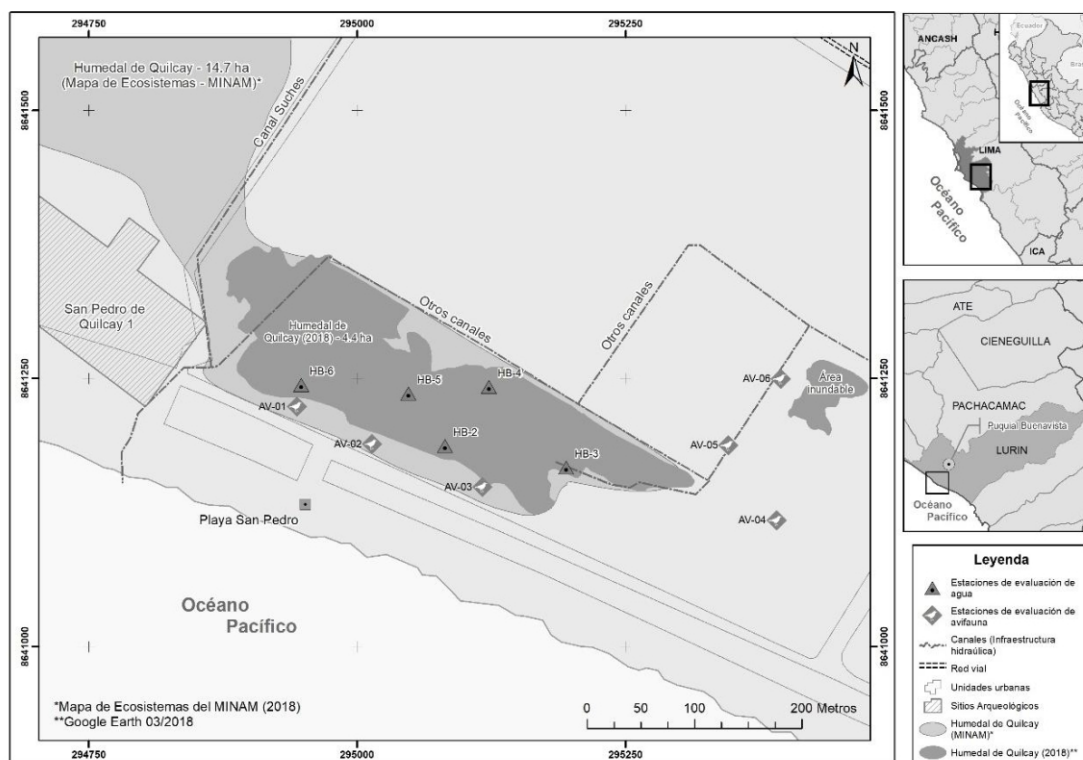 294750
295000
295250
8641500
8641250
8641000
8641500
8641250
8641000
N
Humedal de Quilcay - 14.7 ha
(Mapa de Ecosistemas - MINAM)*
Canal Suches
San Pedro de
Quilcay 1
Humedal de
Quilcay (2018) - 4.4 ha
Otros canales
Otros canales
HB-6
HB-5
HB-4
HB-2
HB-3
AV-01
AV-02
AV-03
AV-04
AV-05
AV-06
Área
inundable
Playa San Pedro
Océano
Pacífico
*Mapa de Ecosistemas del MINAM (2018)
**Google Earth 03/2018
0 50 100 200 Metros
294750
295000
295250
ANCASH
LIMA
ICA
Océano
Pacífico
Ecuador
Océano
Pacífico
ATE
CIENEGUILLA
PACHACAMAC
Puquial Buenavista
LURIN
Océano
Pacífico
Leyenda
Estaciones de evaluación de
agua
Estaciones de evaluación de
avifauna
Canales (Infraestructura
hidráulica)
Red vial
Unidades urbanas
Sitios Arqueológicos
Humedal de Quilcay
(MINAM)*
Humedal de Quilcay (2018)**